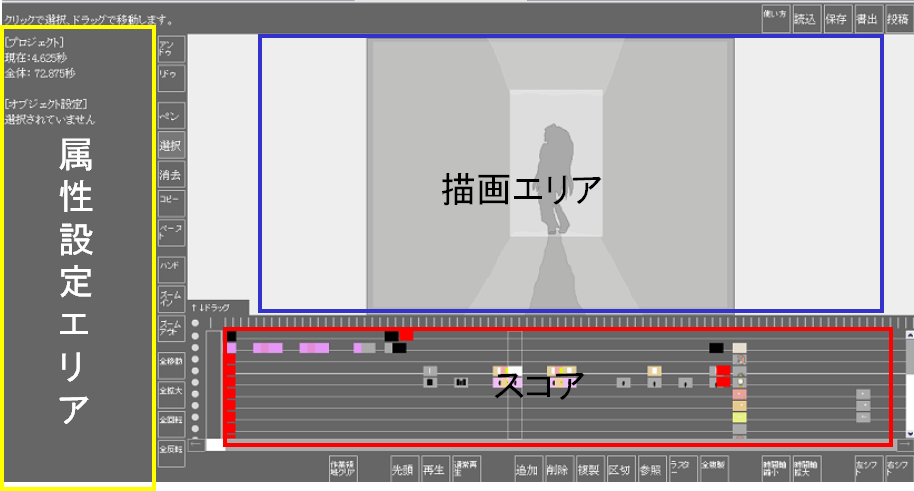 クリックで選択、ドラッグで移動します。
使い方
読込
保存
書出
投稿
[プロジェクト]
現在: 4.625秒
全体: 72.875秒
[オブジェクト設定]
選択されていません
属性設定エリア
アンドウ
リドゥ
ペン
選択
消去
コピー
ペースト
ハンド
ズームイン
ズームアウト
全移動
全拡大
全回転
全反転
描画エリア
↑↓ドラッグ
スコア
作業領域クリア
先頭
再生
通常再生
追加
削除
複製
区切
参照
ラスター
全複製
時間軸縮小
時間軸拡大
左シフト
右シフト